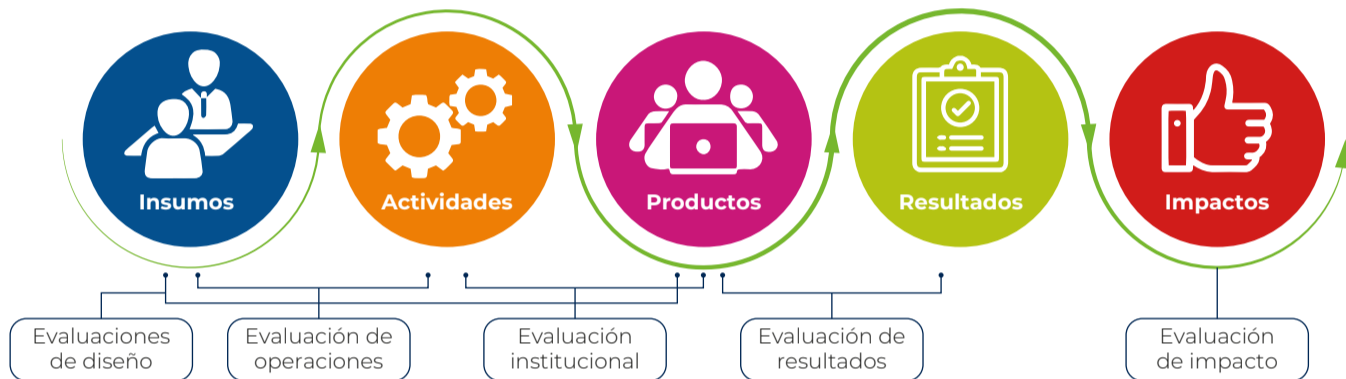 Insumos
Actividades
Productos
Resultados
Impactos
Evaluaciones
de diseño
Evaluación de
operaciones
Evaluación
institucional
Evaluación de
resultados
Evaluación
de impacto